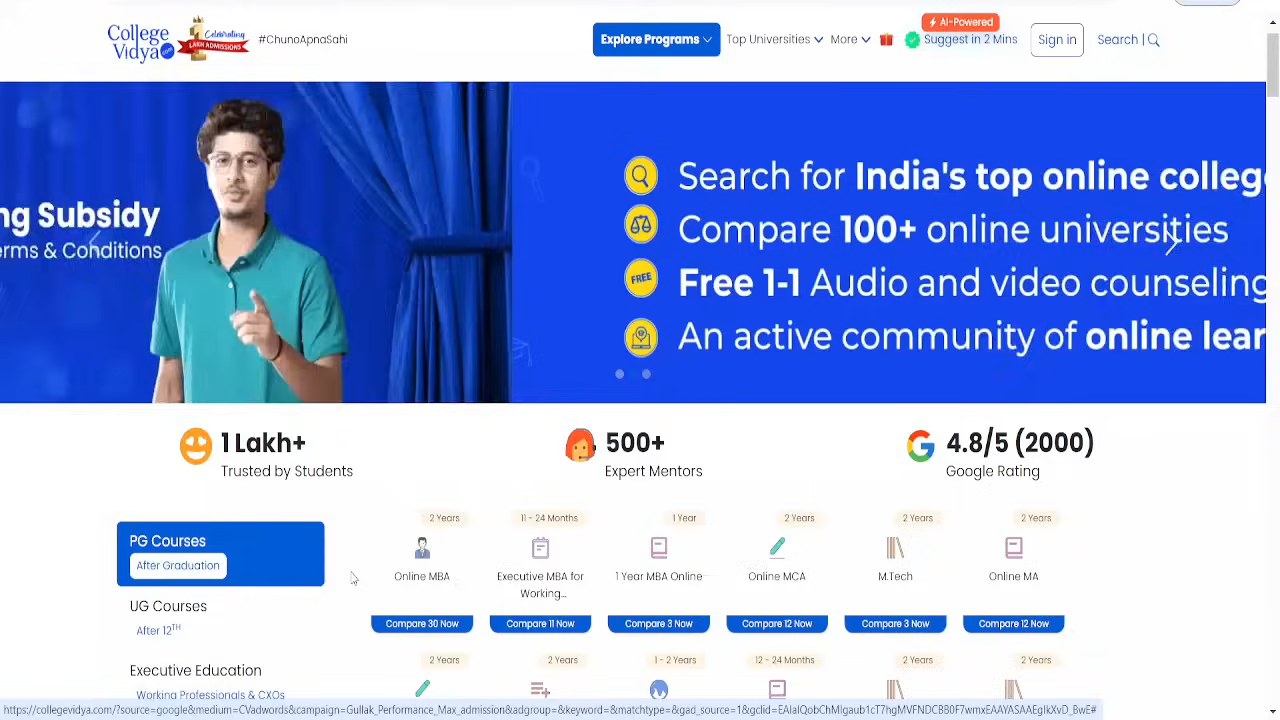 College
Vidya
.com
Celebrating
1
LAKH ADMISSIONS
#ChunoApnaSahi
Explore Programs
Top Universities
More
AI-Powered
Suggest in 2 Mins
Sign in
Search |
ng Subsidy
erms & Conditions
Search for India's top online colleg
Compare 100+ online universities
FREE
Free 1-1 Audio and video counseling
An active community of online lear
1 Lakh+
Trusted by Students
500+
Expert Mentors
4.8/5 (2000)
Google Rating
PG Courses
After Graduation
UG Courses
After 12TH
Executive Education
Working Professionals & CXOs
2 Years
11 - 24 Months
1 Year
2 Years
2 Years
2 Years
Online MBA
Executive MBA for
Working...
1 Year MBA Online
Online MCA
M.Tech
Online MA
Compare 30 Now
Compare 11 Now
Compare 3 Now
Compare 12 Now
Compare 3 Now
Compare 12 Now
2 Years
2 Years
1 - 2 Years
12 - 24 Months
2 Years
2 Years